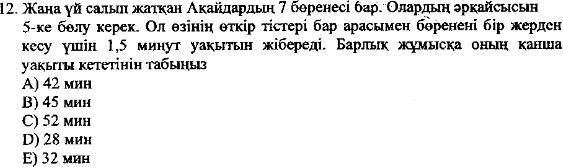 12. Жаңа үй салып жатқан Ақайдардың 7 бөренесі бар. Олардың әрқайсысын
5-ке бөлу керек. Ол өзінің өткір тістері бар арасымен бөренені бір жерден
кесу үшін 1,5 минут уақытын жібереді. Барлық жұмысқа оның қанша
уақыты кететінін табыңыз
A) 42 мин
B) 45 мин
C) 52 мин
D) 28 мин
E) 32 мин